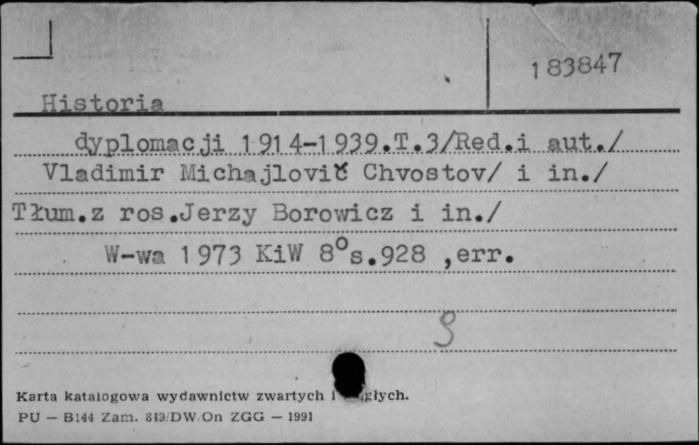 183847
Historia
dyplomacji 1914-1939.T.3/Red.i aut./
Vladimir Michajlovič Chvostov/ i in./
Tłum.z ros.Jerzy Borowicz i in./
W-wa 1973 KiW 8°s.928 ,err.
Karta katalogowa wydawnictw zwartych i
PU — B144 Zam. 819/DW/On ZGG — 1991